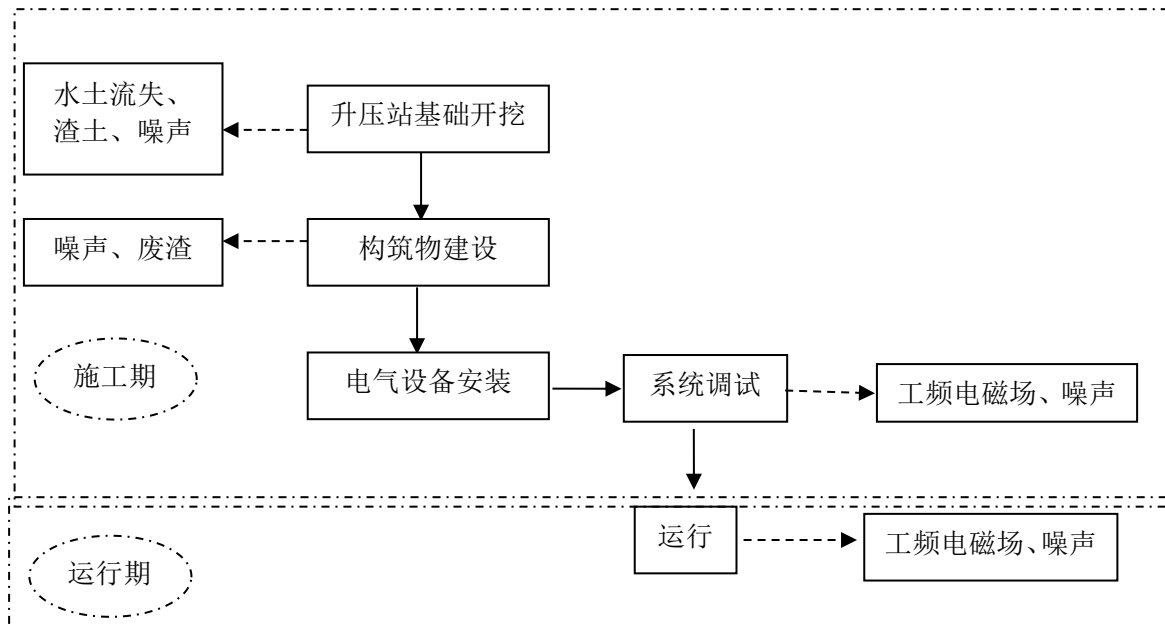 水土流失、
渣土、噪声
升压站基础开挖
噪声、废渣
构筑物建设
施工期
电气设备安装
系统调试
工频电磁场、噪声
运行
工频电磁场、噪声
运行期